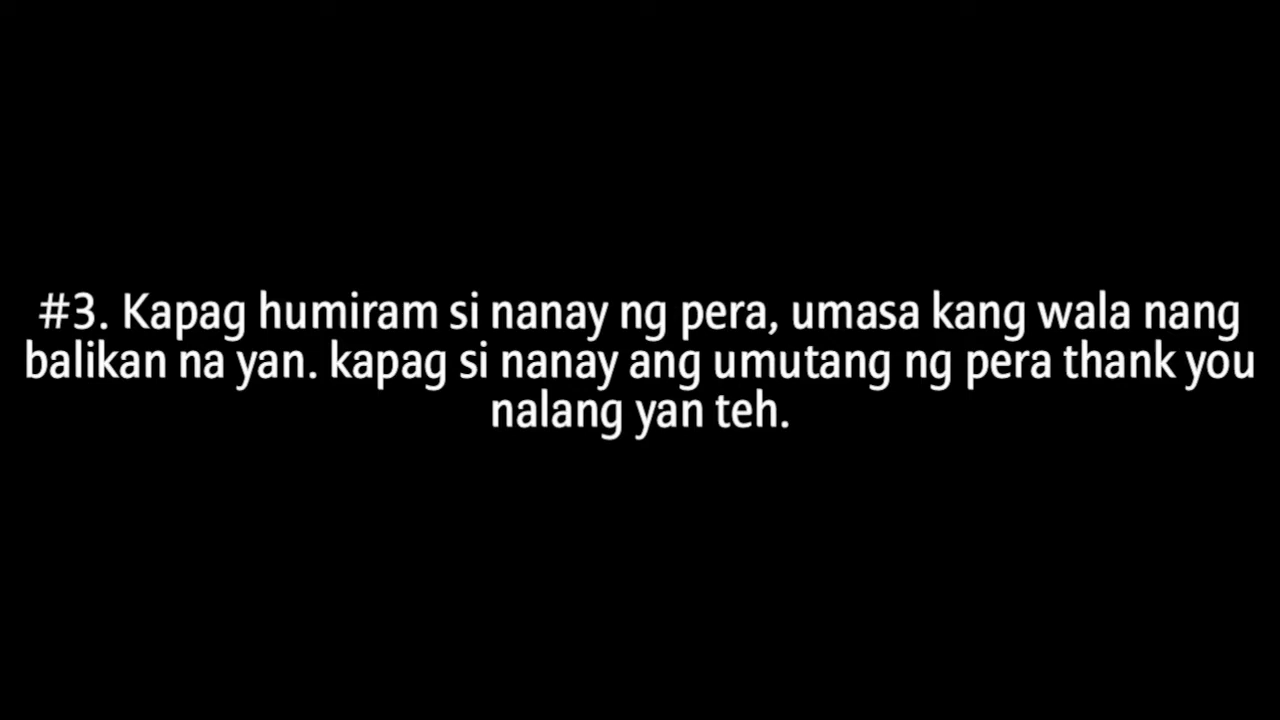 #3. Kapag humiram si nanay ng pera, umasa kang wala nang
balikan na yan. kapag si nanay ang umutang ng pera thank you
nalang yan teh.